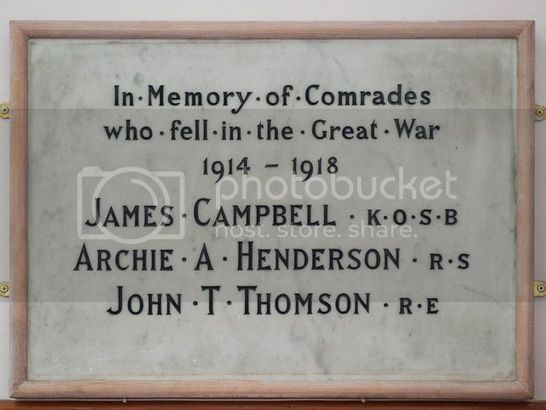 In·Memory·of·Comrades
who·fell·in·the·Great·War
1914 - 1918
photobucket
host. store. share.
JAMES·CAMPBELL·K·O·S·B
ARCHIE·A·HENDERSON·R·S
JOHN·T·THOMSON·R·E